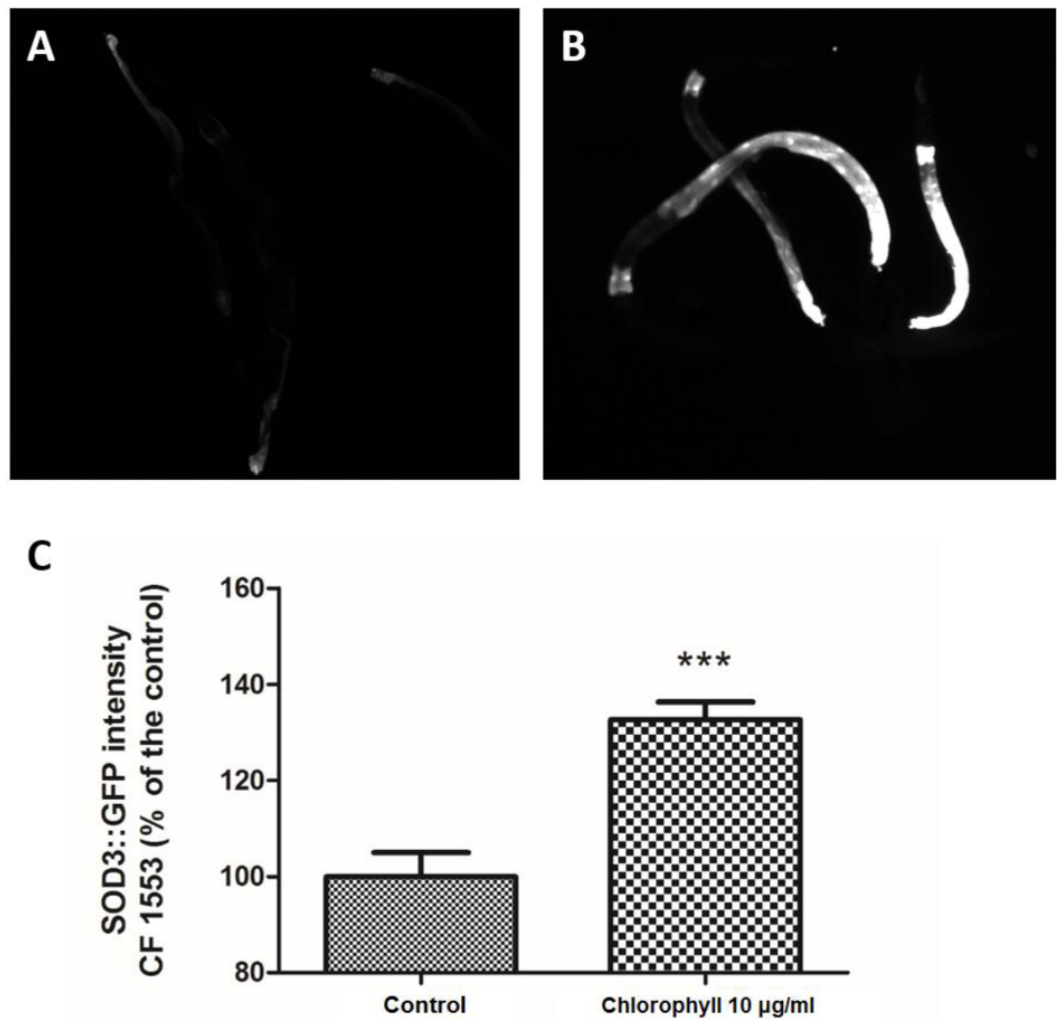 A
B
C
SOD3::GFP intensity
CF 1553 (% of the control)
160
140
120
100
80
***
Control
Chlorophyll 10 µg/ml